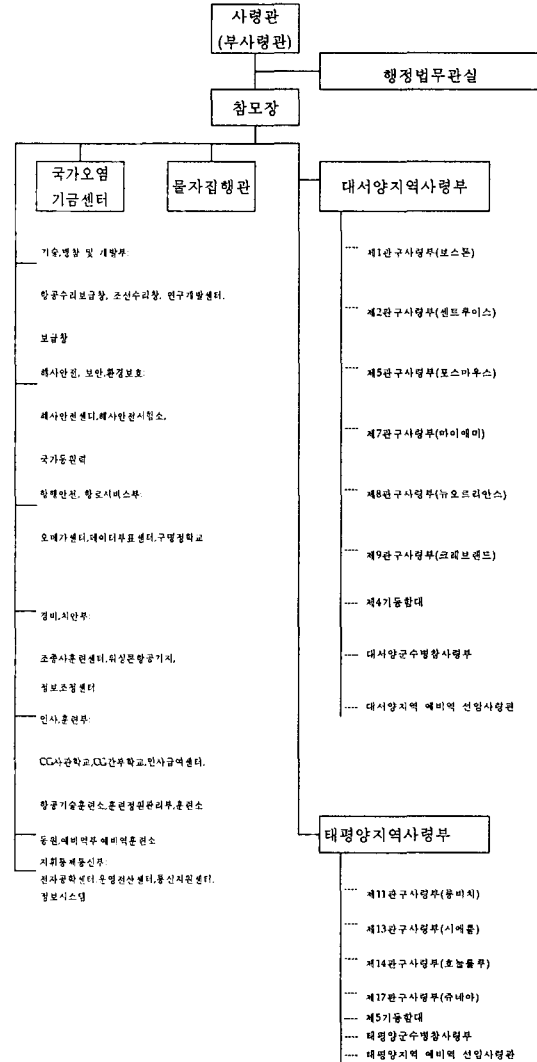 사령관
(부사령관)
행정법무관실
참모장
국가오염
기금센터
물자집행관
기술,병참 및 개발부:
항공수리보급창, 조선수리창, 연구개발센터,
보급창
해사안전, 보안,환경보호:
해사안전센터,해사안전시험소,
국가동원력
항해안전, 항로서비스부:
오메가센터,데이터부표센터,구명정학교
경비,치안부:
조종사훈련센터,워싱톤항공기지,
정보조정센터
인사,훈련부:
CG사관학교,CG간부학교,인사급여센터,
항공기술훈련소,훈련정원관리부,훈련소
동원,예비역부 예비역훈련소
지휘통제통신부:
전자공학센터,운영전산센터,통신지원센터,
정보시스템
대서양지역사령부
제1관구사령부(보스톤)
제2관구사령부(센트루이스)
제5관구사령부(포스마우스)
제7관구사령부(마이애미)
제8관구사령부(뉴오르리안스)
제9관구사령부(크레브랜드)
제4기동함대
대서양군수병참사령부
대서양지역 예비역 선임사령관
태평양지역사령부
제11관구사령부(롱비치)
제13관구사령부(시애틀)
제14관구사령부(호놀룰루)
제17관구사령부(쥬네아)
제5기동함대
태평양군수병참사령부
태평양지역 예비역 선임사령관